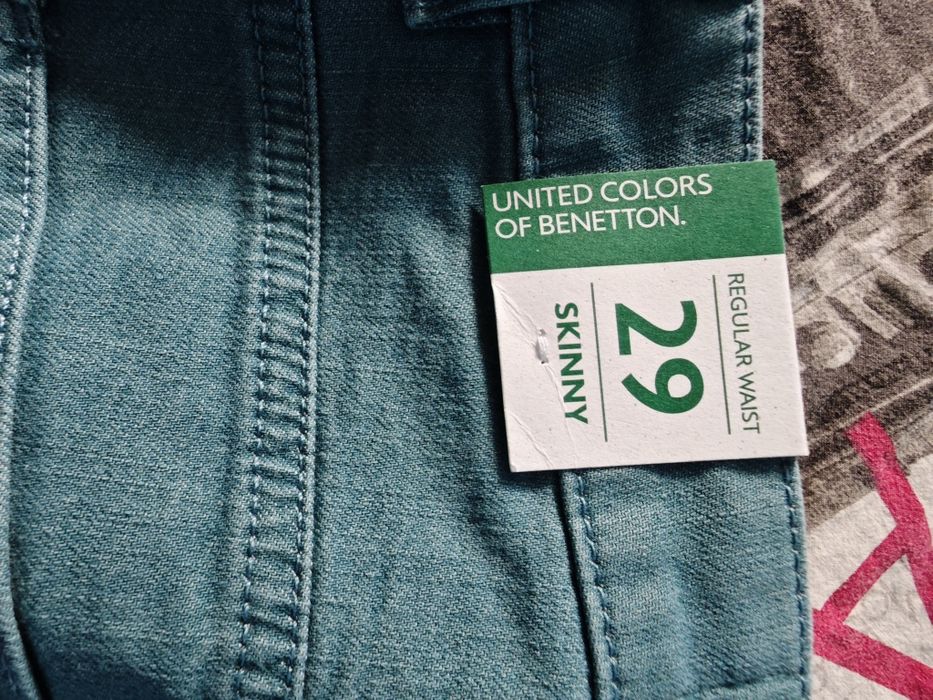 UNITED COLORS
OF BENETTON.
REGULAR WAIST
29
SKINNY